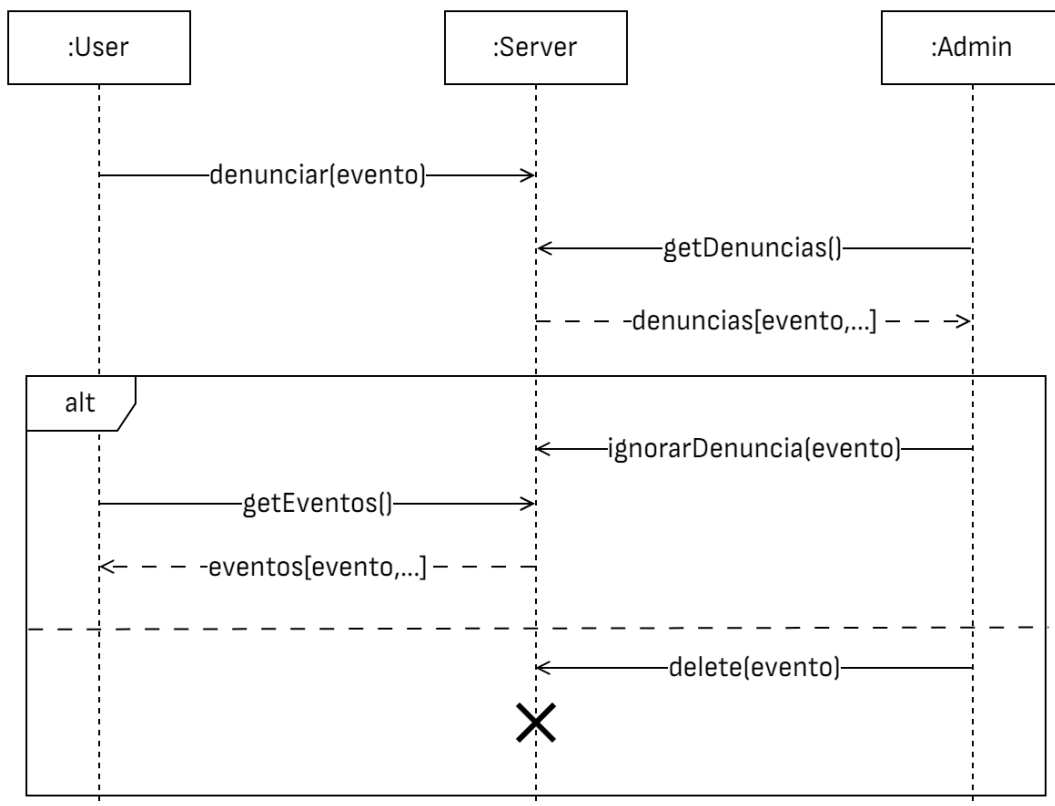 :User
:Server
:Admin
denunciar(evento)
getDenuncias()
denuncias[evento,...]
alt
ignorarDenuncia(evento)
getEventos()
eventos[evento,...]
delete(evento)